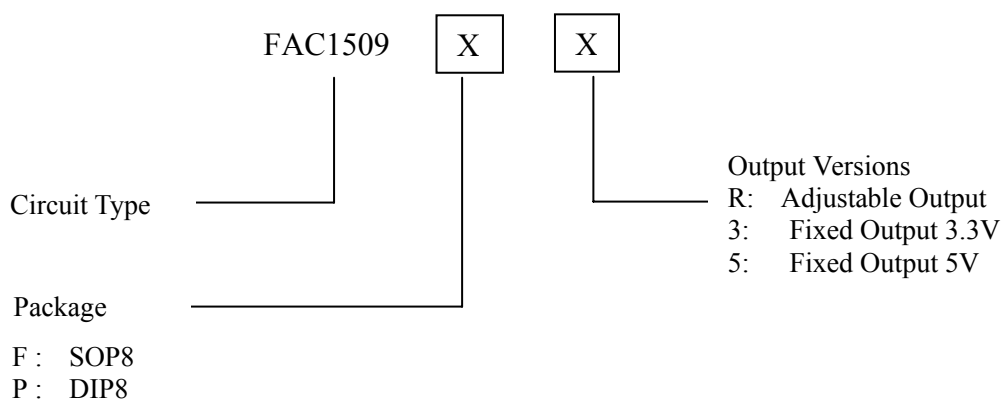 FAC1509 X X
Output Versions
R: Adjustable Output
3: Fixed Output 3.3V
5: Fixed Output 5V
Circuit Type
Package
F : SOP8
P : DIP8